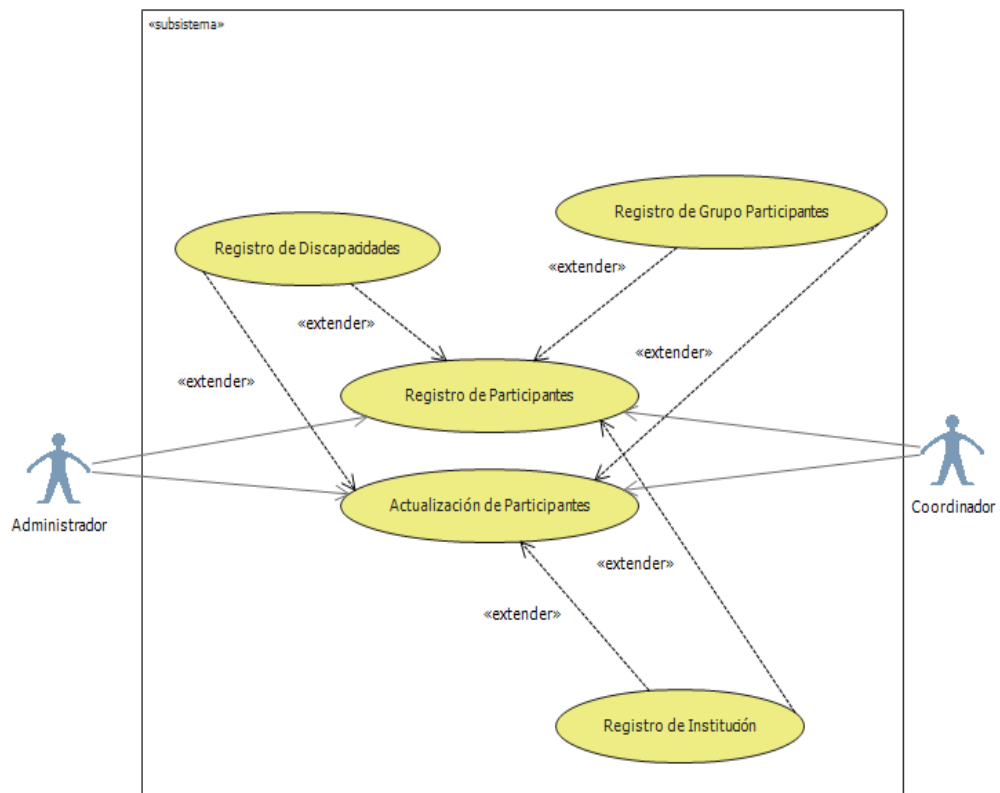 «subsistema»
Registro de Grupo Participantes
Registro de Discapacidades
«extender»
«extender»
«extender»
«extender»
Registro de Participantes
Actualización de Participantes
Administrador
Coordinador
«extender»
«extender»
Registro de Institución